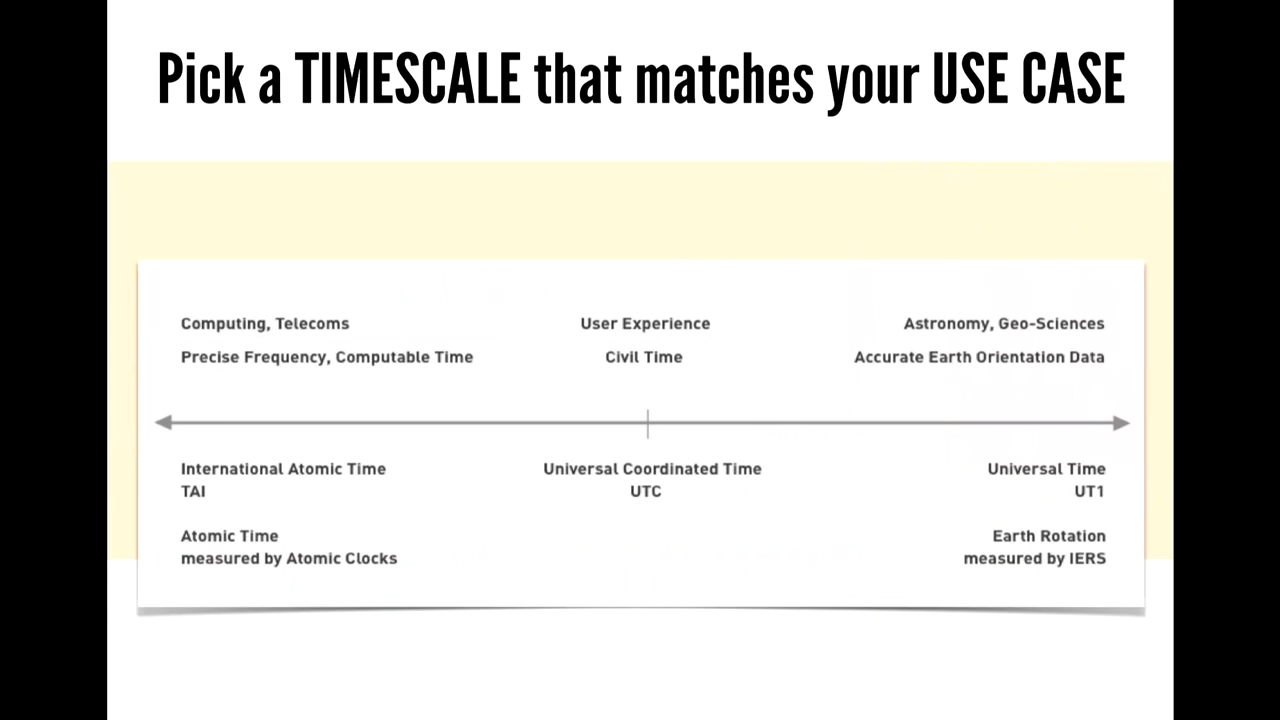 Pick a TIMESCALE that matches your USE CASE
Computing, Telecoms
User Experience
Astronomy, Geo-Sciences
Precise Frequency, Computable Time
Civil Time
Accurate Earth Orientation Data
International Atomic Time
TAI
Universal Coordinated Time
UTC
Universal Time
UT1
Atomic Time
measured by Atomic Clocks
Earth Rotation
measured by IERS